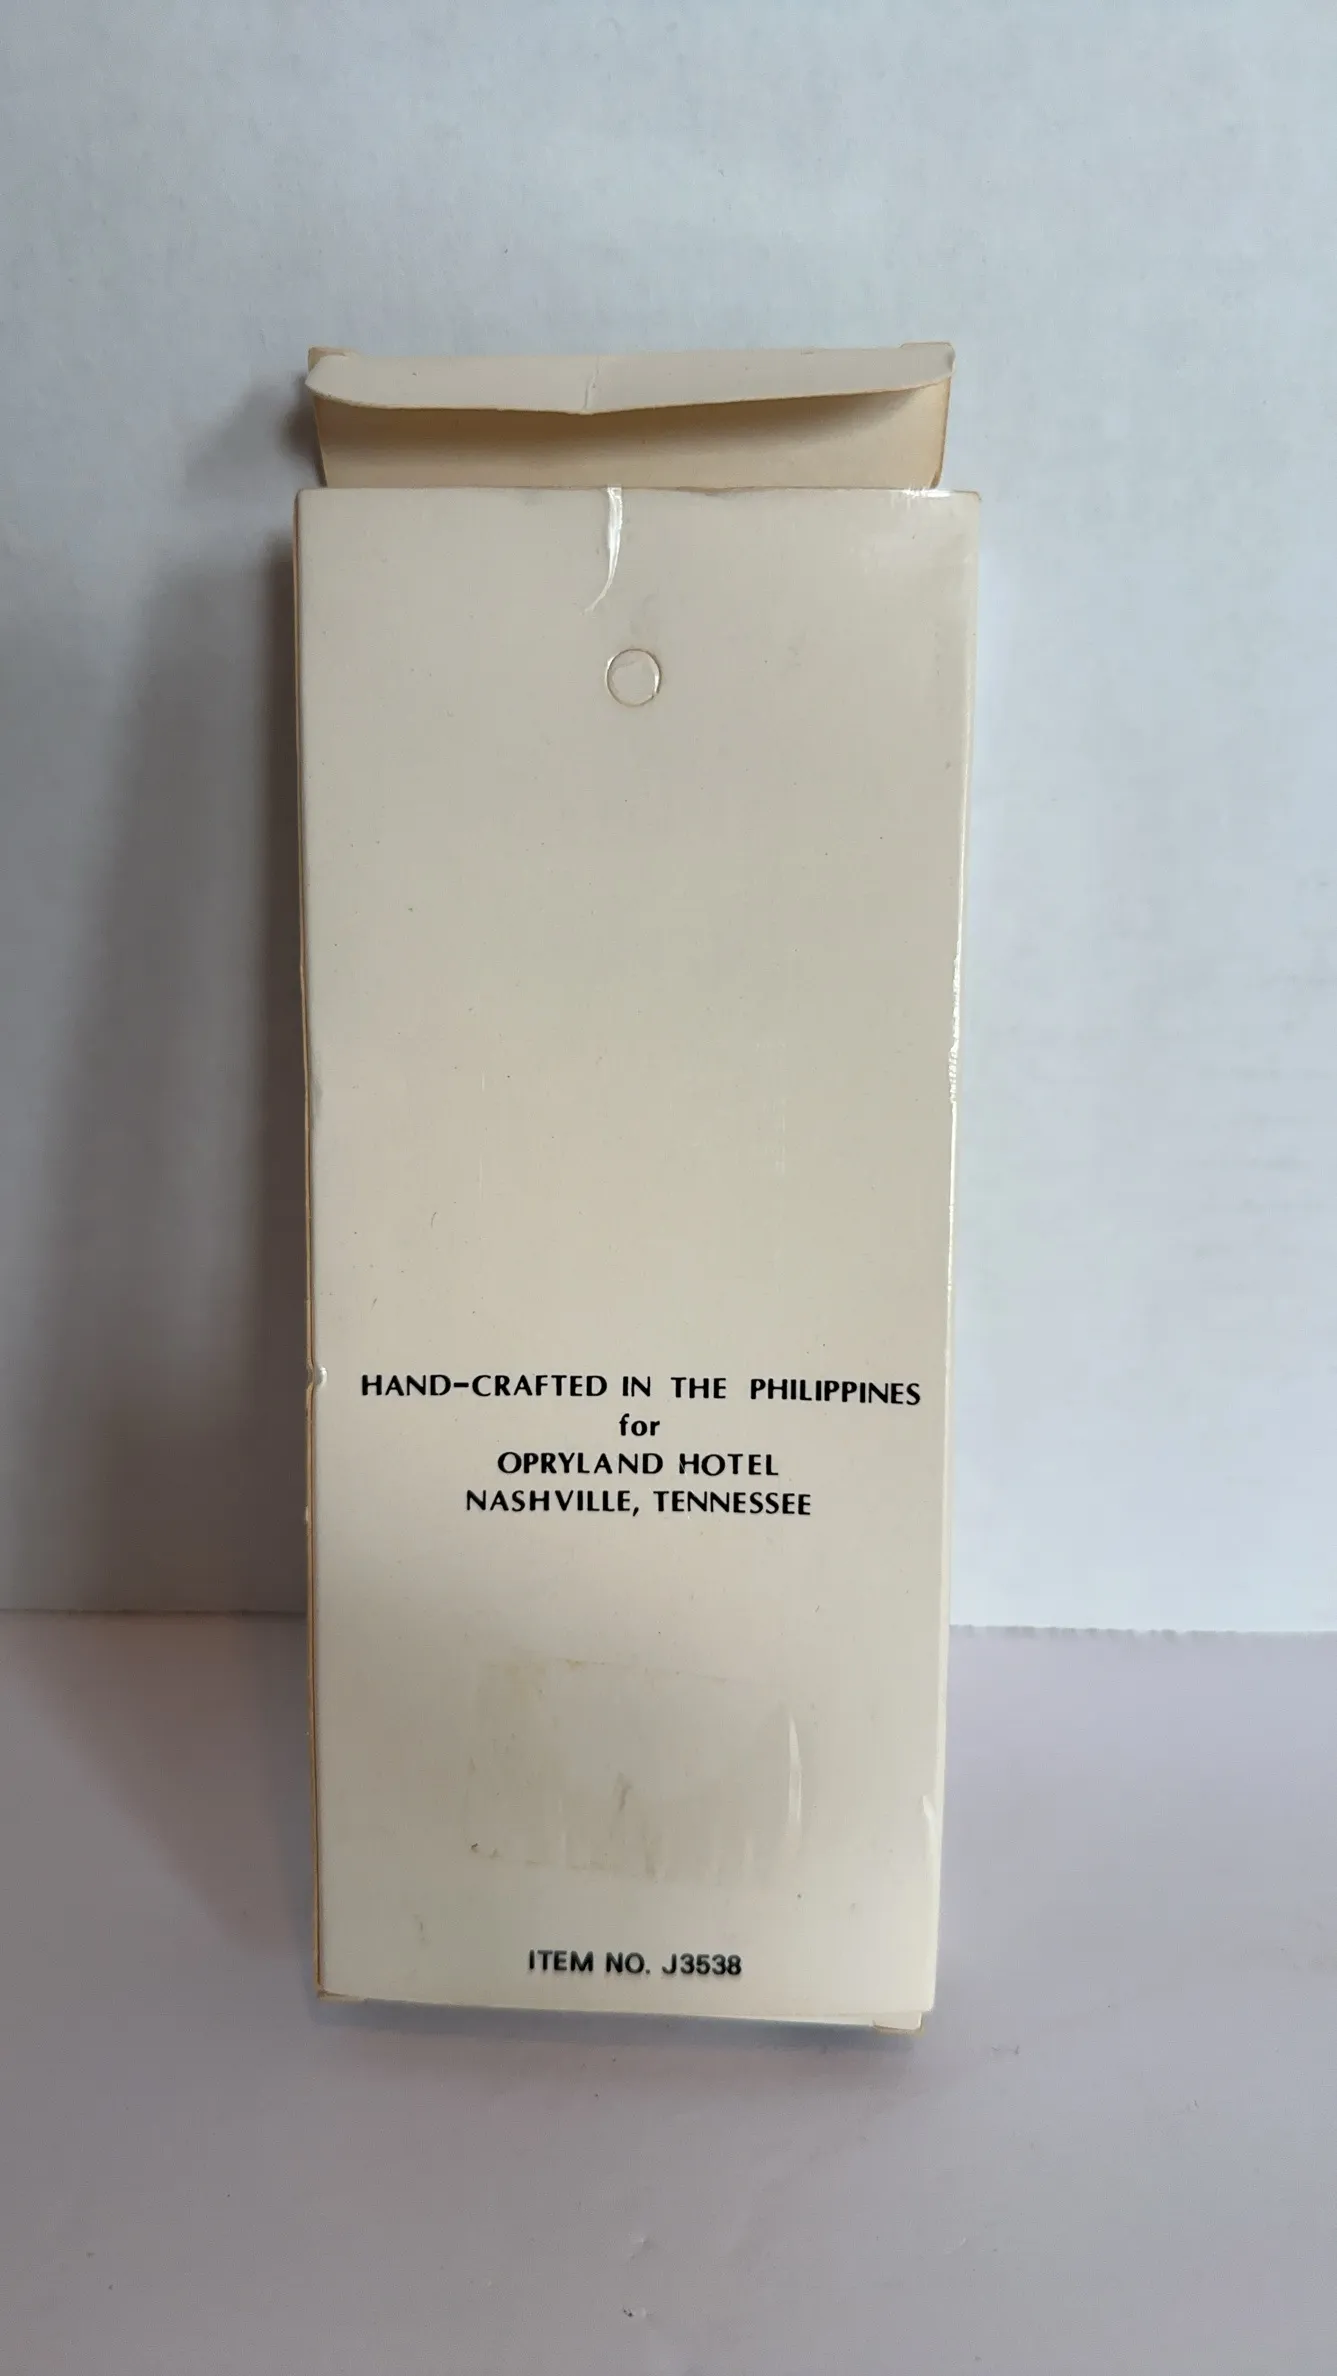 HAND-CRAFTED IN THE PHILIPPINES
for
OPRYLAND HOTEL
NASHVILLE, TENNESSEE
ITEM NO. J3538